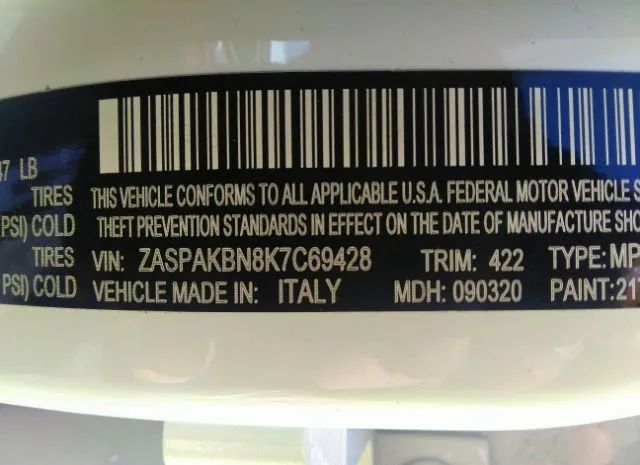 47 LB
TIRES THIS VEHICLE CONFORMS TO ALL APPLICABLE U.S.A. FEDERAL MOTOR VEHICLE S
PSI) COLD THEFT PREVENTION STANDARDS IN EFFECT ON THE DATE OF MANUFACTURE SHO
TIRES VIN: ZASPAKBN8K7C69428 TRIM: 422 TYPE: MP
PSI) COLD VEHICLE MADE IN: ITALY MDH: 090320 PAINT: 217